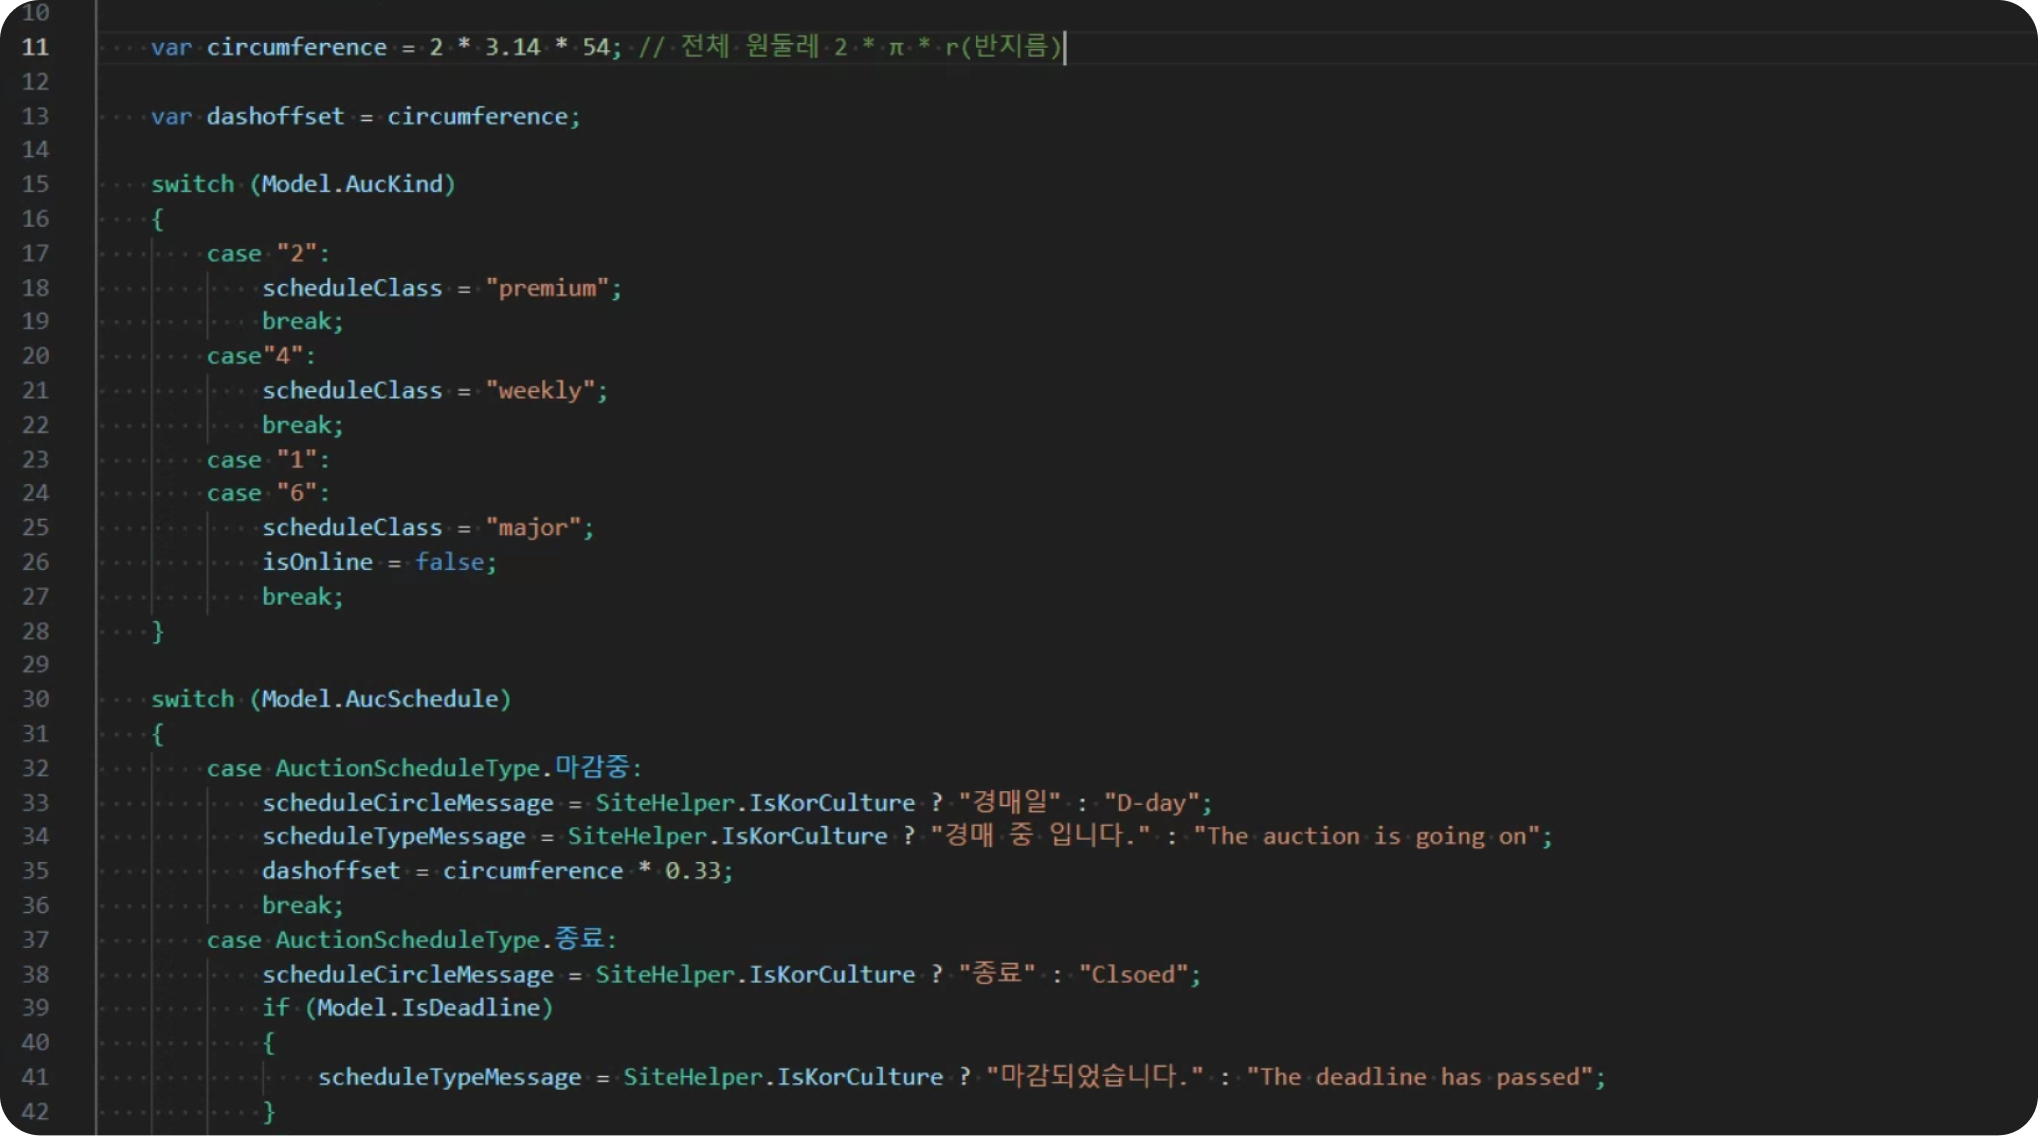 10
11 var circumference = 2 * 3.14 * 54; // 전체 원둘레 2 * π * r(반지름)
12
13 var dashoffset = circumference;
14
15 switch (Model.AucKind)
16 {
17 case "2":
18 scheduleClass = "premium";
19 break;
20 case"4":
21 scheduleClass = "weekly";
22 break;
23 case "1":
24 case "6":
25 scheduleClass = "major";
26 isOnline = false;
27 break;
28 }
29
30 switch (Model.AucSchedule)
31 {
32 case AuctionScheduleType.마감중:
33 scheduleCircleMessage = SiteHelper.IsKorCulture ? "경매일" : "D-day";
34 scheduleTypeMessage = SiteHelper.IsKorCulture ? "경매 중 입니다." : "The auction is going on";
35 dashoffset = circumference * 0.33;
36 break;
37 case AuctionScheduleType.종료:
38 scheduleCircleMessage = SiteHelper.IsKorCulture ? "종료" : "Clsoed";
39 if (Model.IsDeadline)
40 {
41 scheduleTypeMessage = SiteHelper.IsKorCulture ? "마감되었습니다." : "The deadline has passed";
42 }